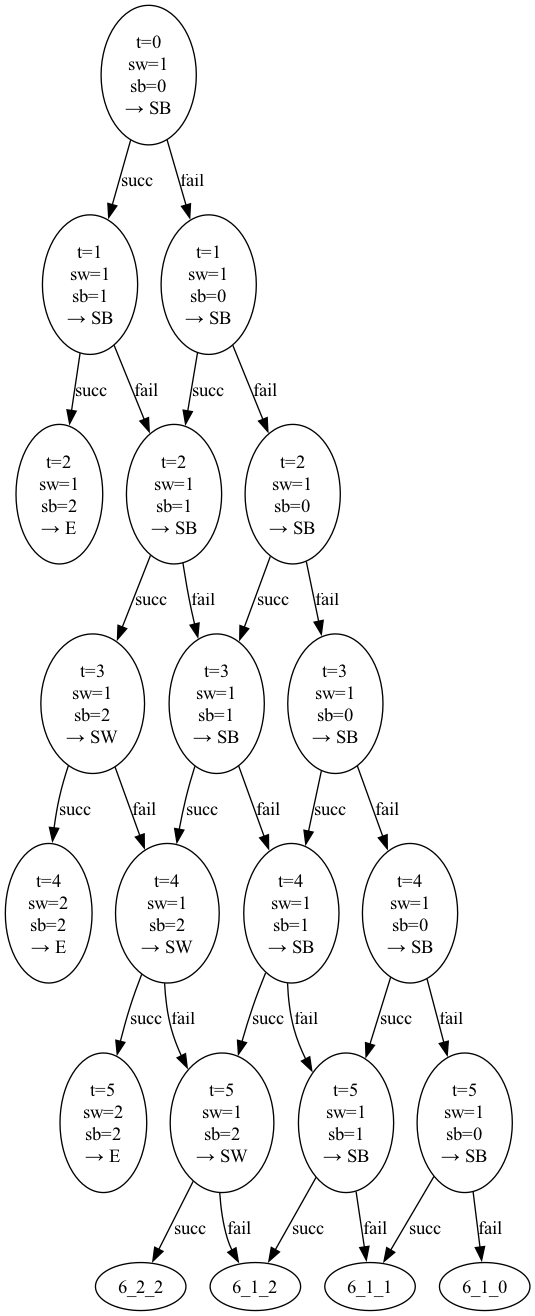 t=0
sw=1
sb=0
→ SB
succ
fail
t=1
sw=1
sb=1
→ SB
t=1
sw=1
sb=0
→ SB
succ
fail
succ
fail
t=2
sw=1
sb=2
→ E
t=2
sw=1
sb=1
→ SB
t=2
sw=1
sb=0
→ SB
succ
fail
succ
fail
t=3
sw=1
sb=2
→ SW
t=3
sw=1
sb=1
→ SB
t=3
sw=1
sb=0
→ SB
succ
fail
succ
fail
succ
fail
t=4
sw=2
sb=2
→ E
t=4
sw=1
sb=2
→ SW
t=4
sw=1
sb=1
→ SB
t=4
sw=1
sb=0
→ SB
succ
fail
succ
fail
succ
fail
t=5
sw=2
sb=2
→ E
t=5
sw=1
sb=2
→ SW
t=5
sw=1
sb=1
→ SB
t=5
sw=1
sb=0
→ SB
succ
fail
succ
fail
succ
fail
6_2_2
6_1_2
6_1_1
6_1_0